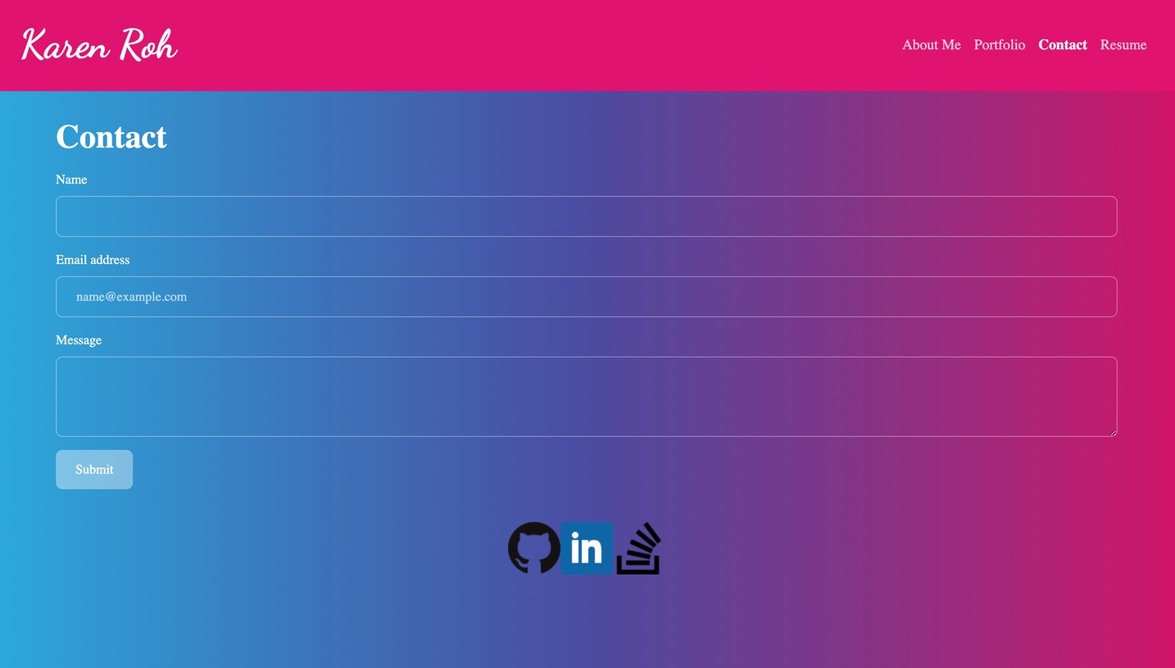 Karen Roh
About Me Portfolio Contact Resume
Contact
Name
Email address
name@example.com
Message
Submit
in